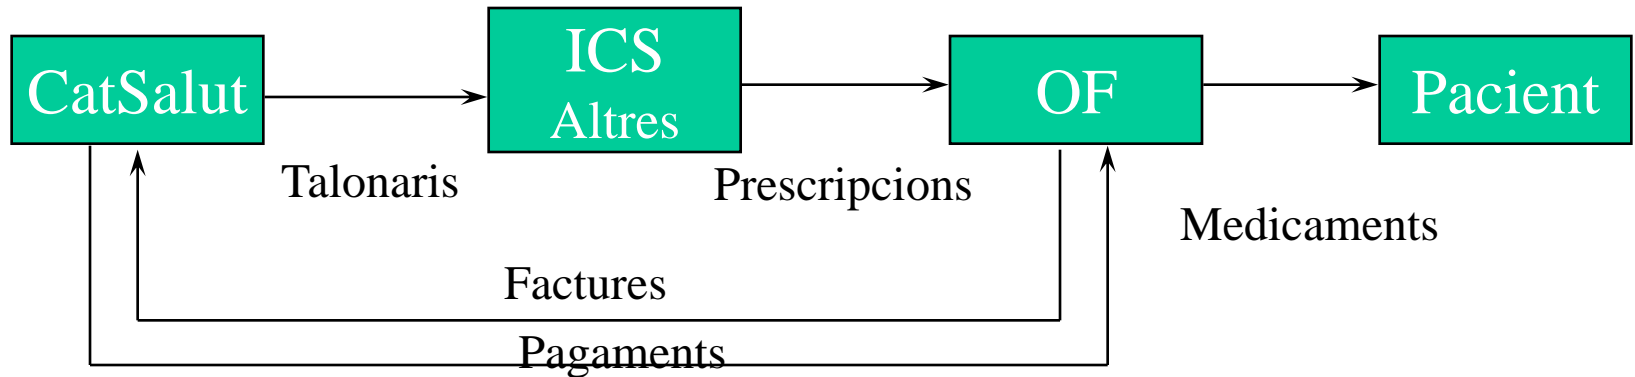 CatSalut
ICS
Altres
OF
Pacient
Talonaris
Prescripcions
Medicaments
Factures
Pagaments